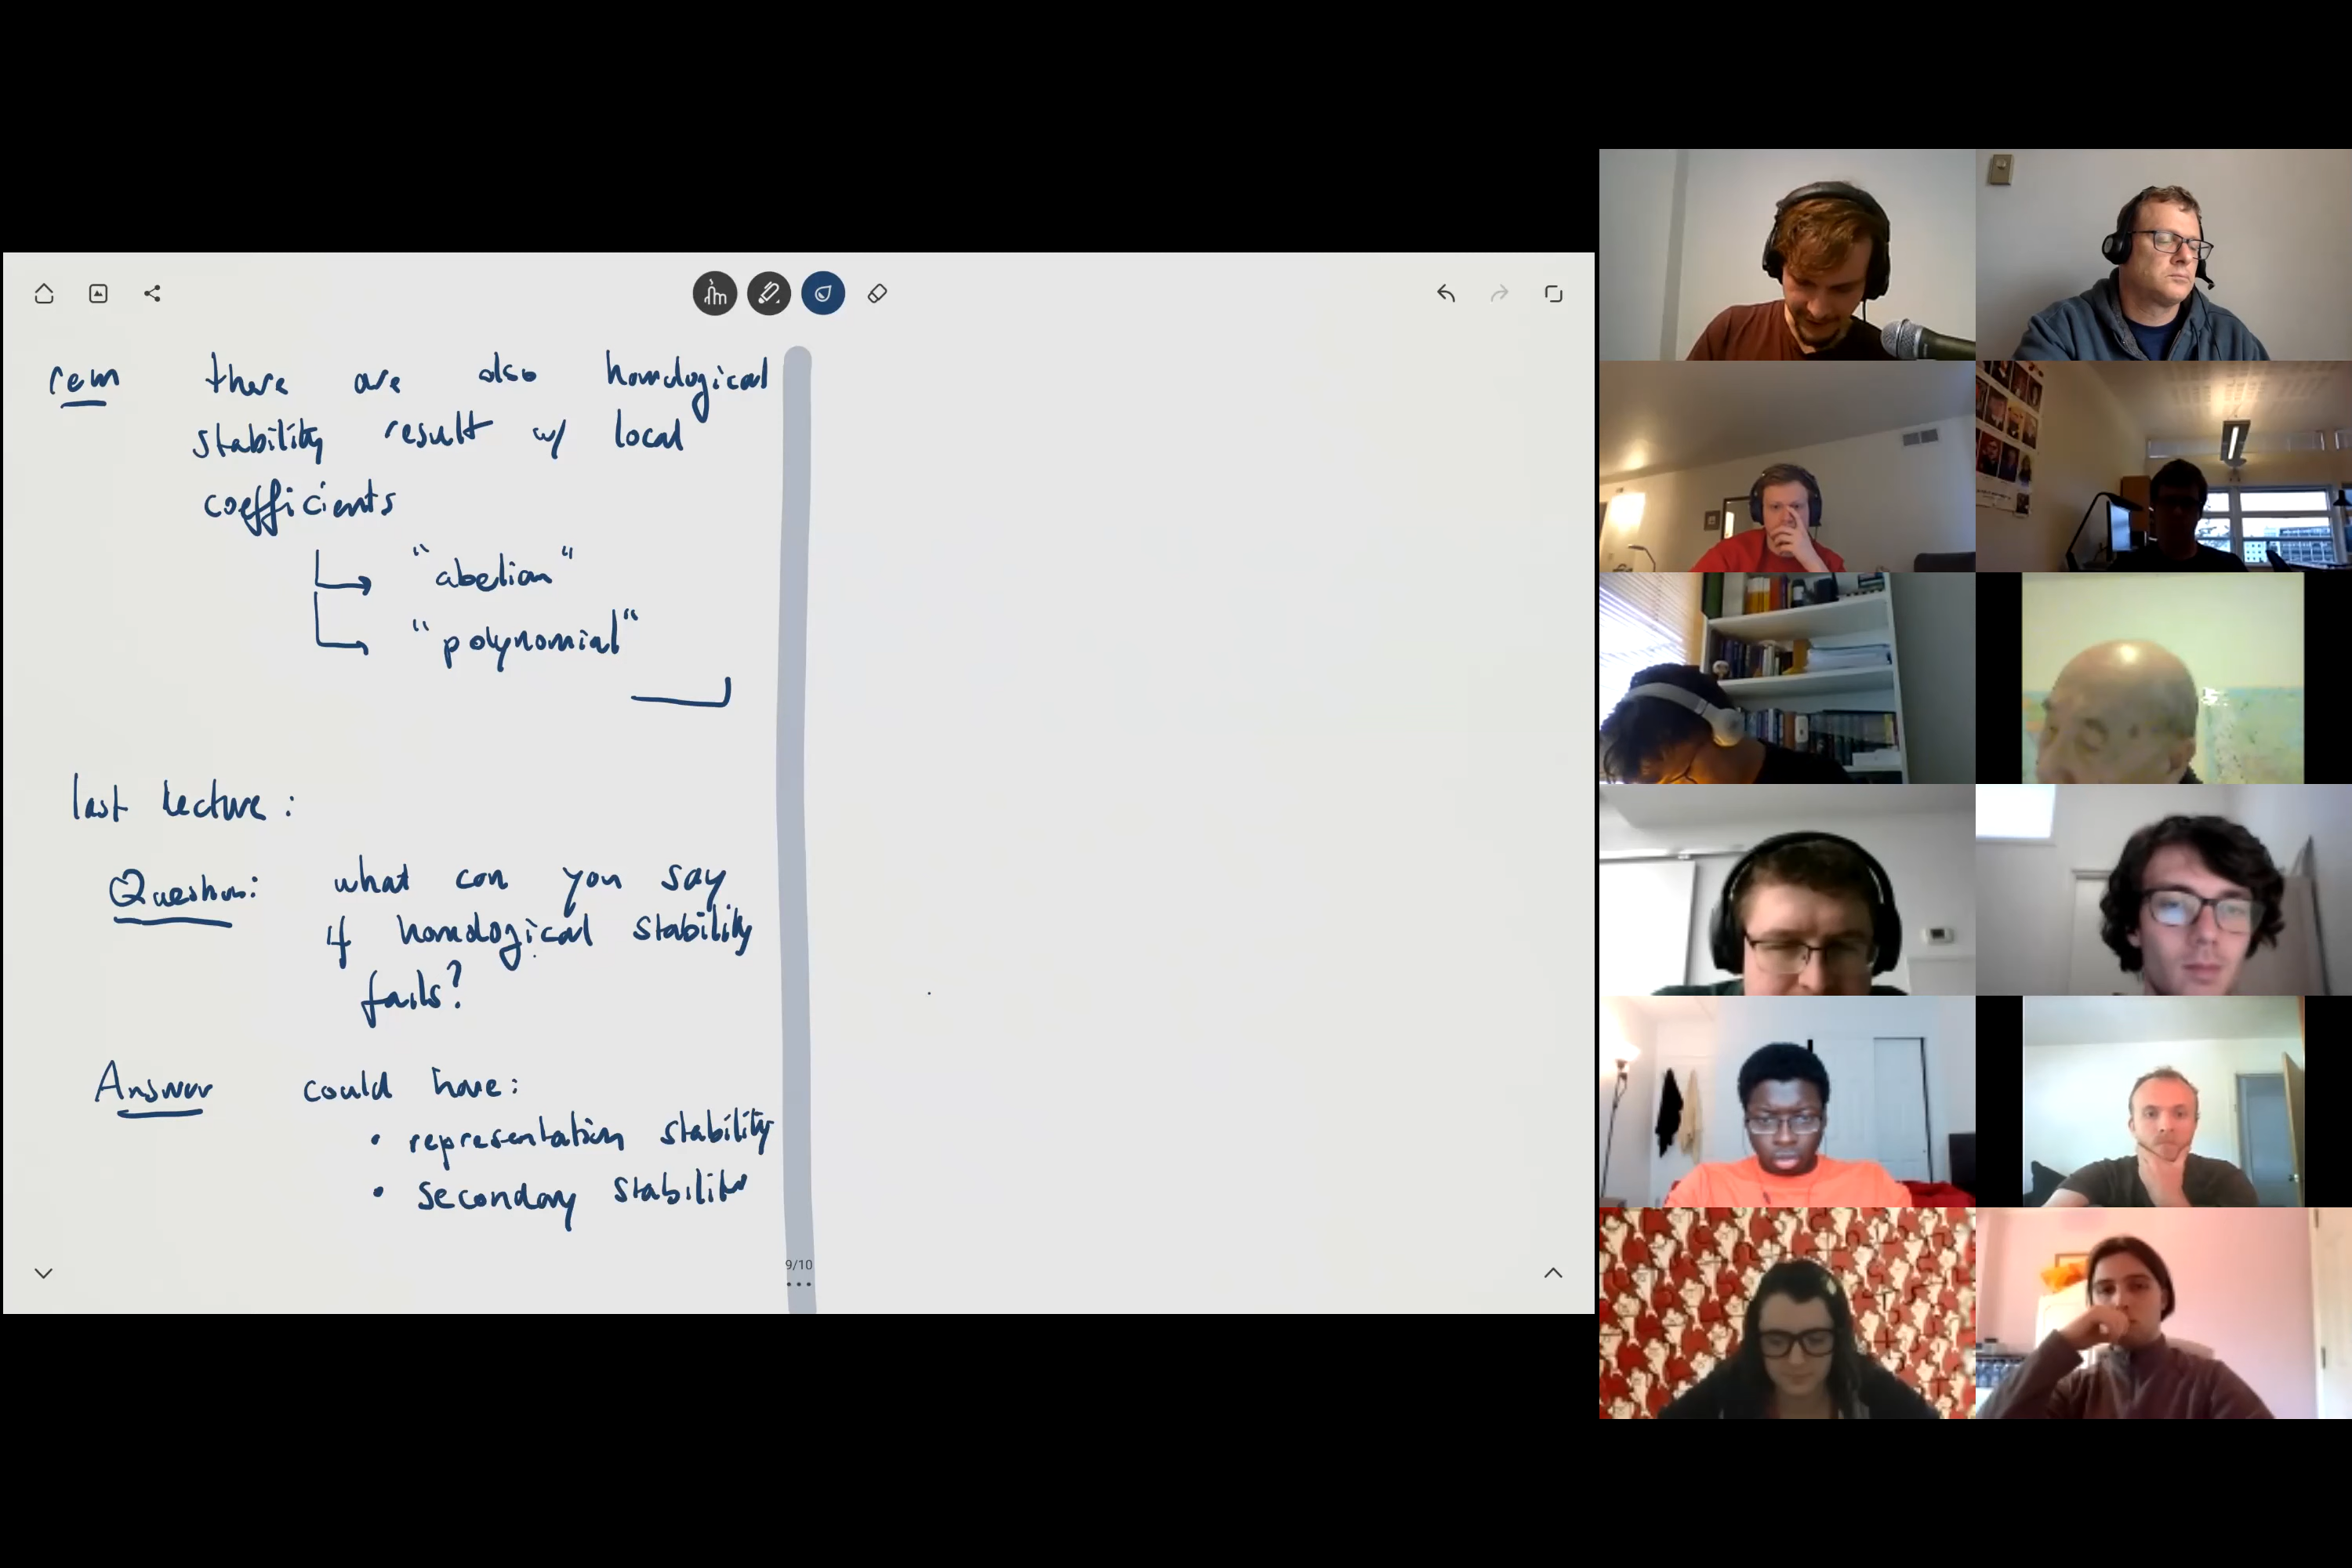 rem there are also homological
stability result w/ local
coefficients
"abelian"
"polynomial"
last lecture:
Question: what can you say
if homological stability
fails?
Answer could have:
• representation stability
• seconday stability
9/10